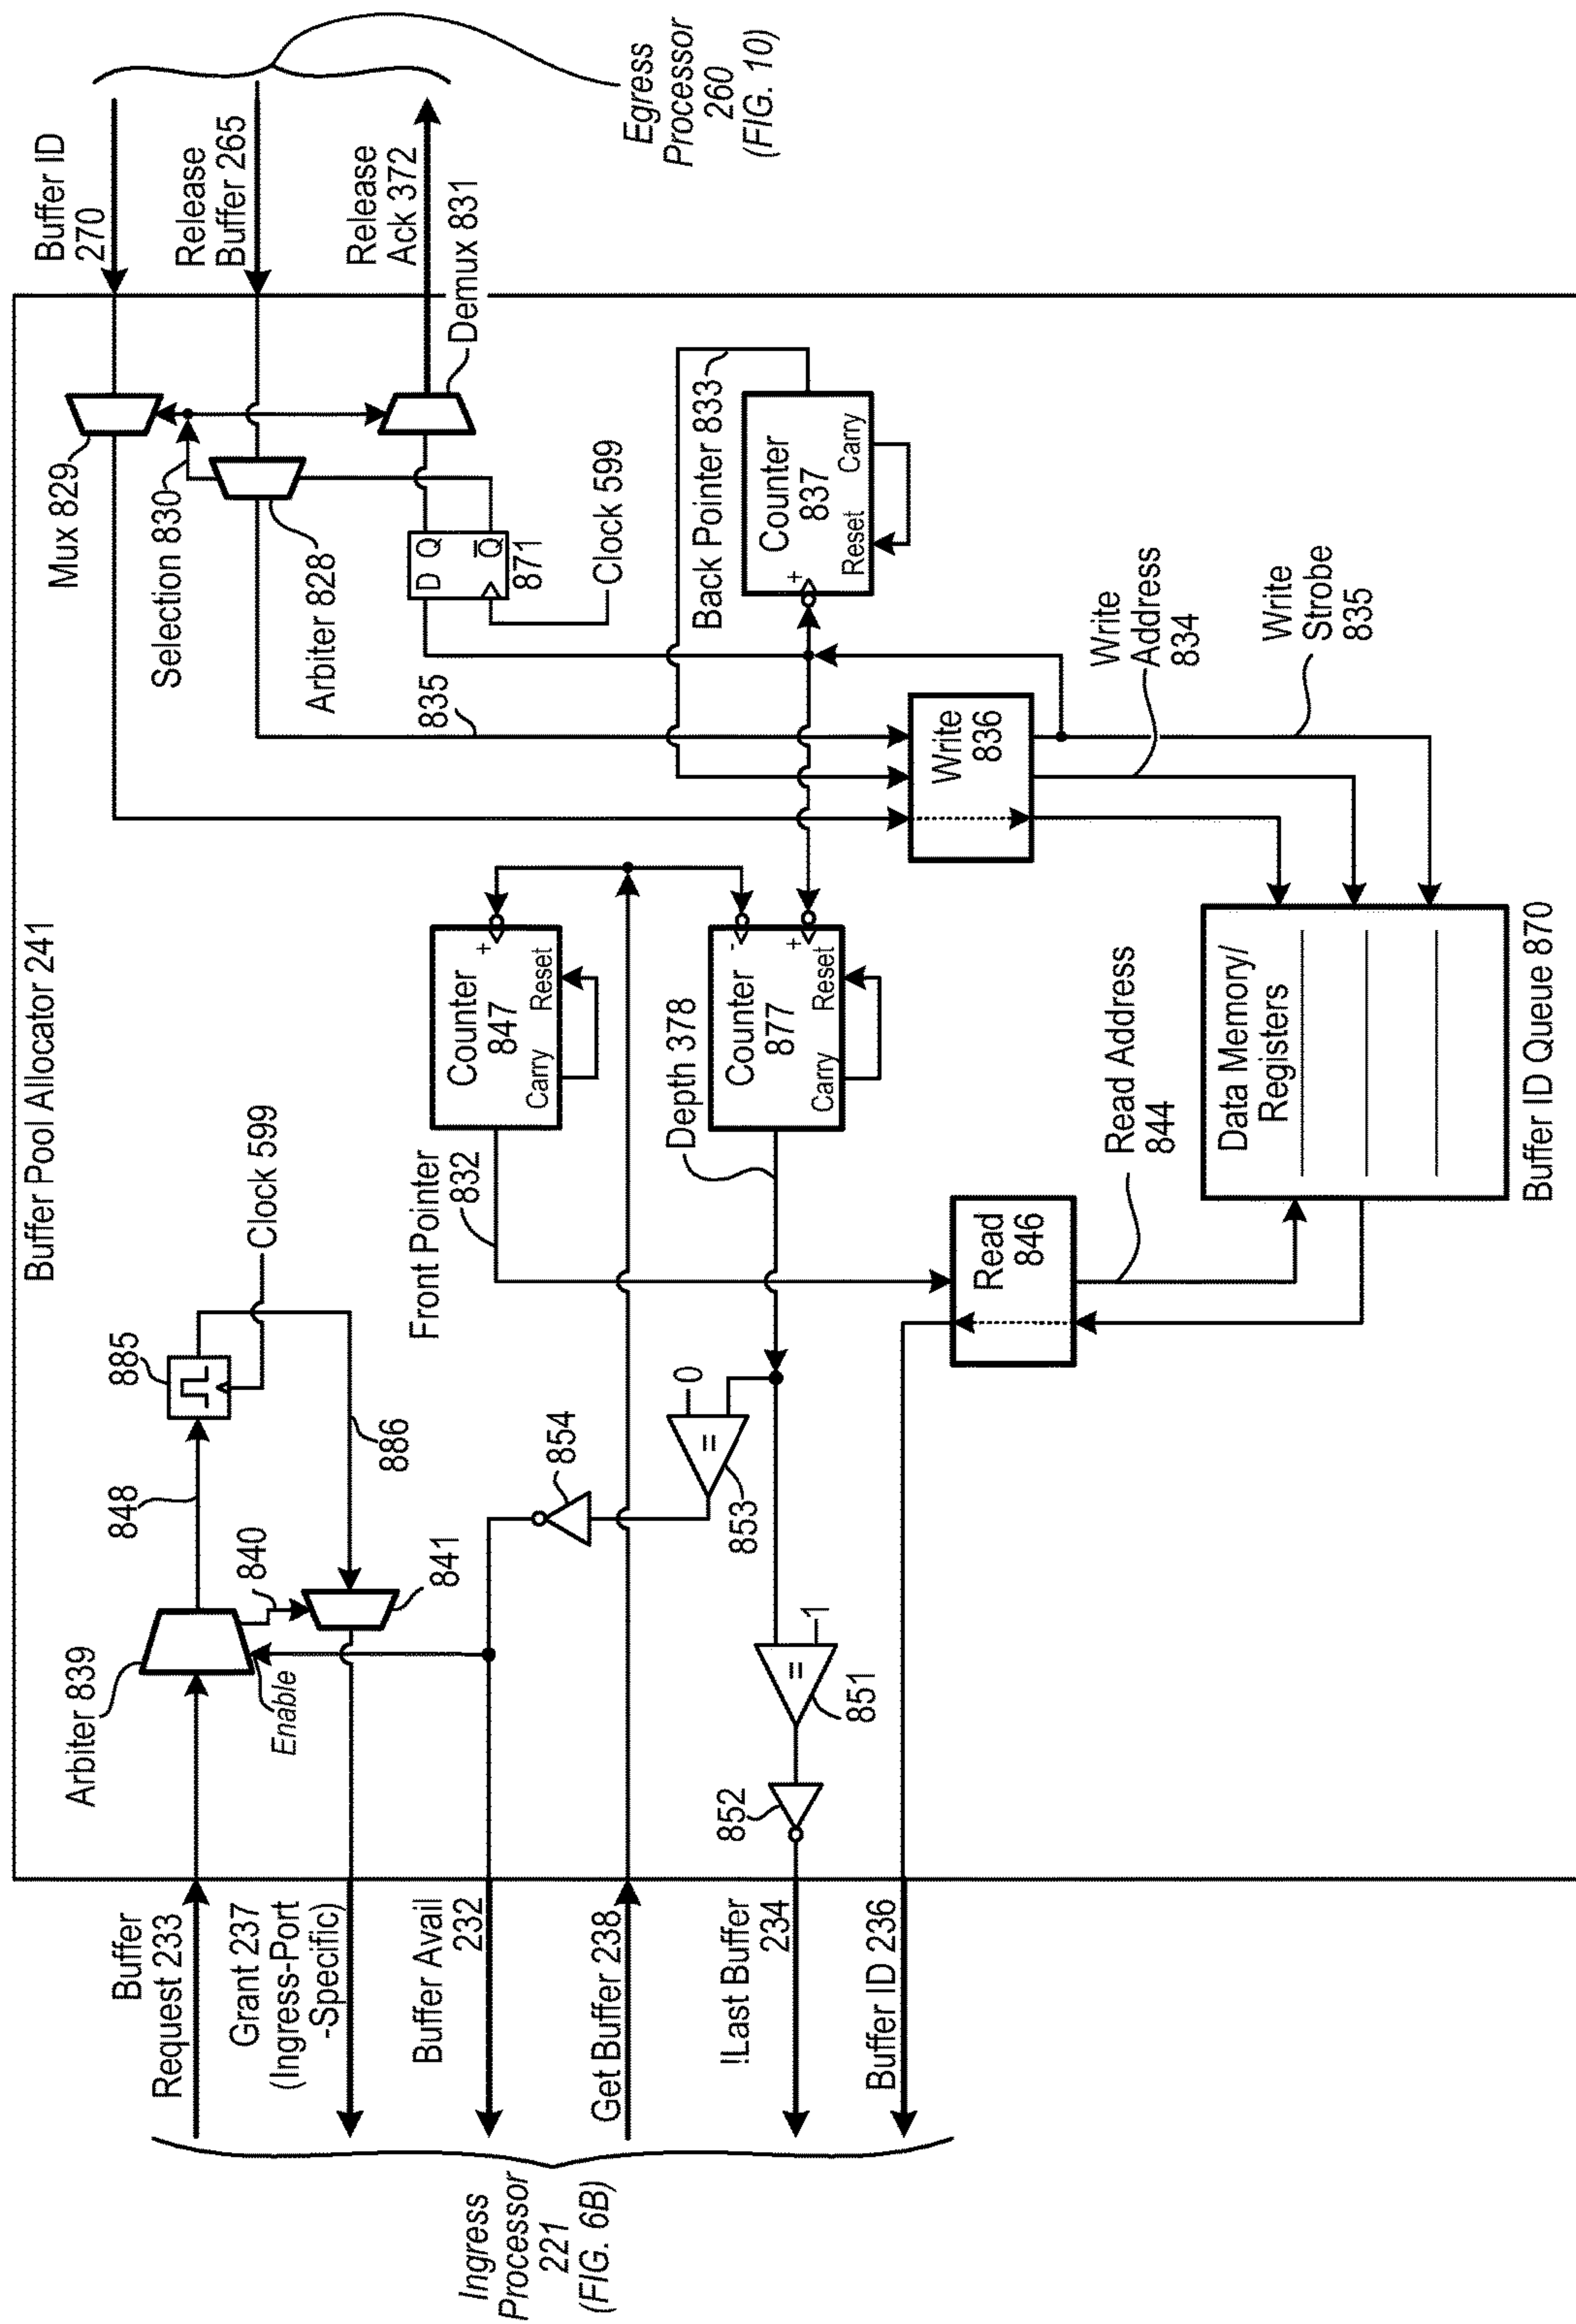 Buffer Pool Allocator 241
Ingress
Processor
221
(FIG. 6B)
Buffer
Request 233
Grant 237
(Ingress-Port
-Specific)
Buffer Avail
232
Get Buffer 238
!Last Buffer
234
Buffer ID 236
Arbiter 839
Enable
840
841
848
885
886
Clock 599
854
853
=
0
852
851
=
1
Front Pointer
832
Depth 378
Counter
847
+
Carry
Reset
Counter
877
-
+
Carry
Reset
Read
846
Read Address
844
Data Memory/
Registers
Buffer ID Queue 870
Mux 829
Selection 830
Arbiter 828
835
D
Q
Q̅
871
Clock 599
Back Pointer 833
Counter
837
+
Reset
Carry
Write
836
Write
Address
834
Write
Strobe
835
Demux 831
Buffer ID
270
Release
Buffer 265
Release
Ack 372
Egress
Processor
260
(FIG. 10)